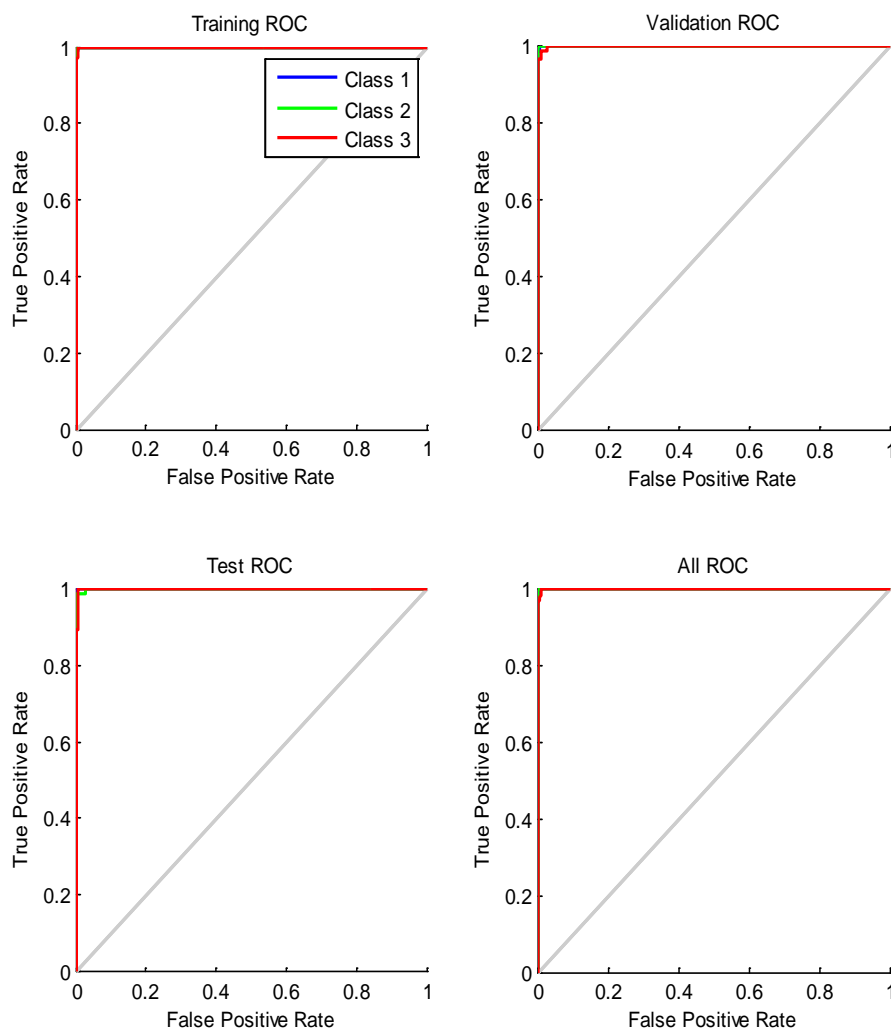 Training ROC
1
0.8
0.6
0.4
0.2
0
True Positive Rate
Class 1
Class 2
Class 3
0 0.2 0.4 0.6 0.8 1
False Positive Rate
Validation ROC
1
0.8
0.6
0.4
0.2
0
True Positive Rate
0 0.2 0.4 0.6 0.8 1
False Positive Rate
Test ROC
1
0.8
0.6
0.4
0.2
0
True Positive Rate
0 0.2 0.4 0.6 0.8 1
False Positive Rate
All ROC
1
0.8
0.6
0.4
0.2
0
True Positive Rate
0 0.2 0.4 0.6 0.8 1
False Positive Rate